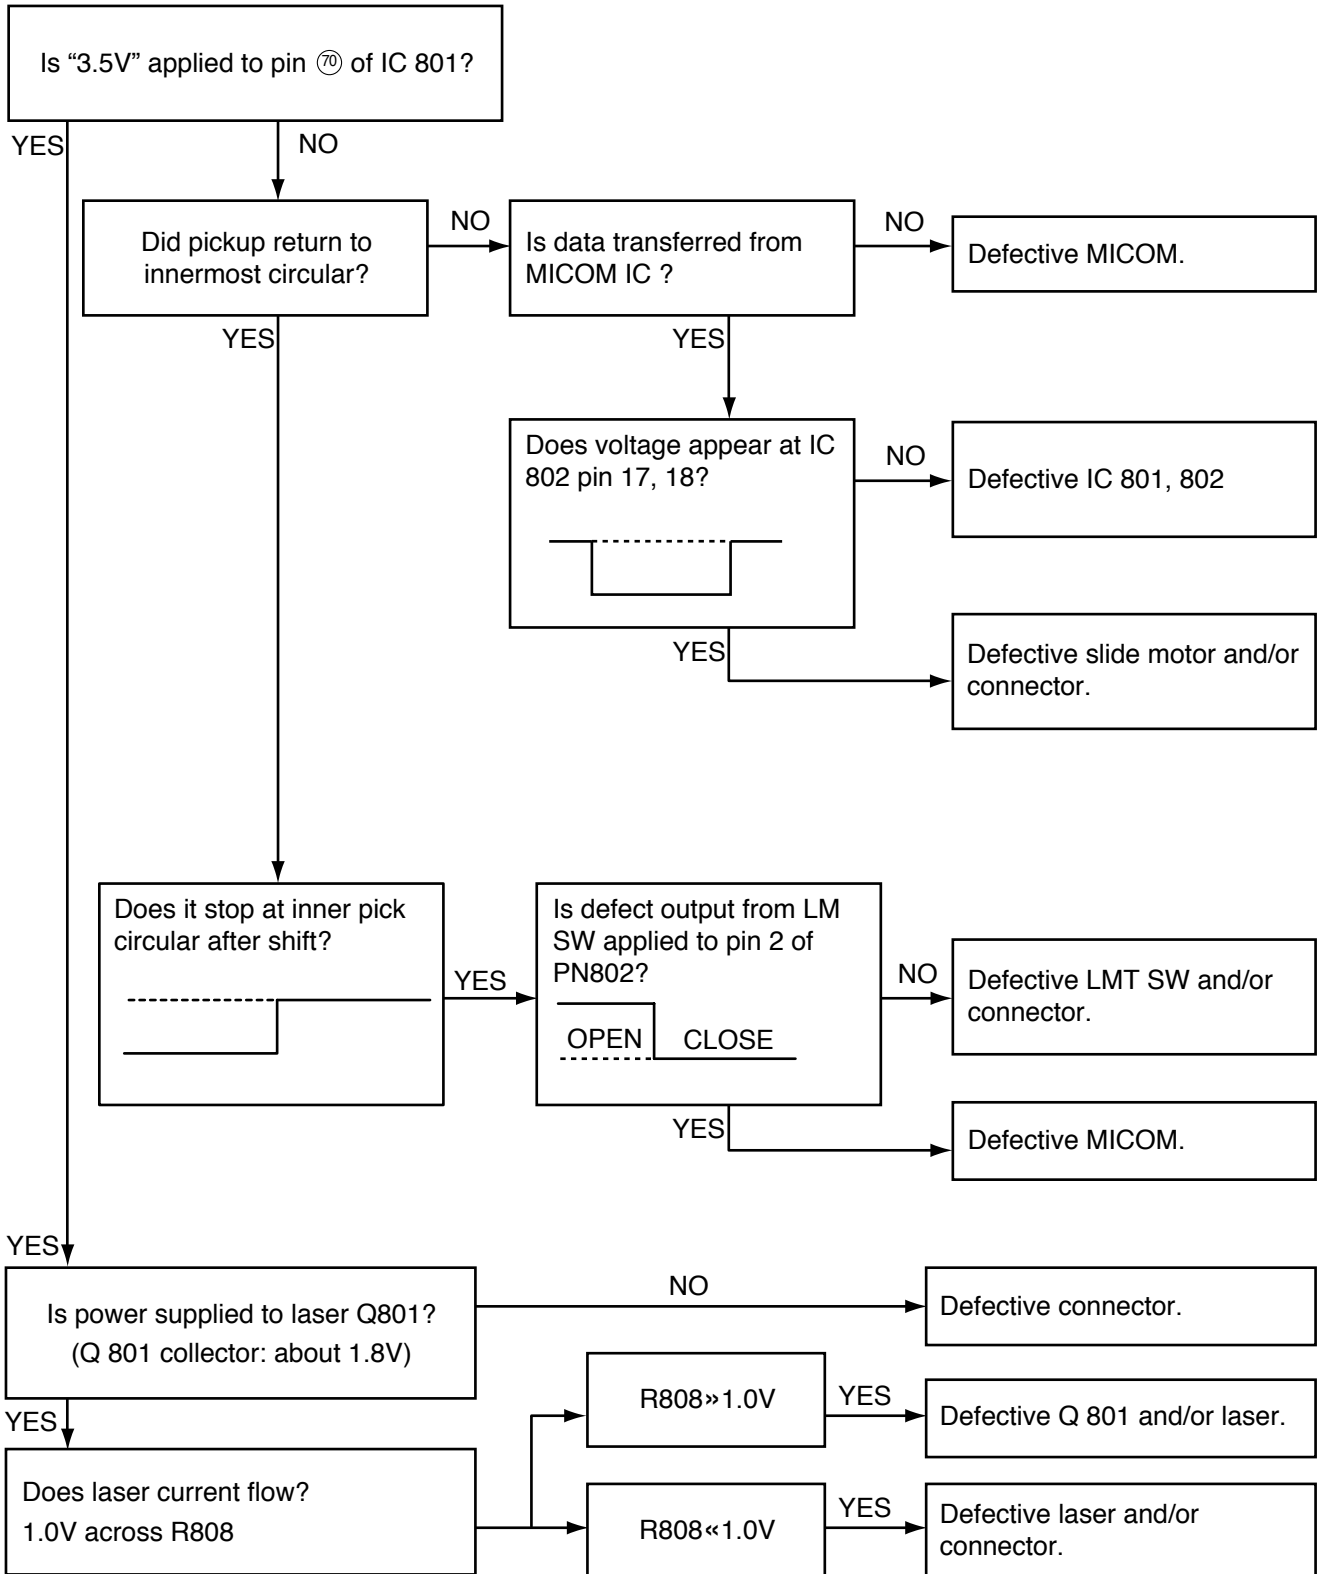 Is “3.5V” applied to pin ⑦⓪ of IC 801?
YES
NO
Did pickup return to
innermost circular?
NO
Is data transferred from
MICOM IC ?
NO
Defective MICOM.
YES
YES
Does voltage appear at IC
802 pin 17, 18?
NO
Defective IC 801, 802
YES
Defective slide motor and/or
connector.
Does it stop at inner pick
circular after shift?
YES
Is defect output from LM
SW applied to pin 2 of
PN802?
OPEN CLOSE
NO
Defective LMT SW and/or
connector.
YES
Defective MICOM.
YES
Is power supplied to laser Q801?
(Q 801 collector: about 1.8V)
NO
Defective connector.
YES
R808»1.0V
YES
Defective Q 801 and/or laser.
Does laser current flow?
1.0V across R808
R808«1.0V
YES
Defective laser and/or
connector.